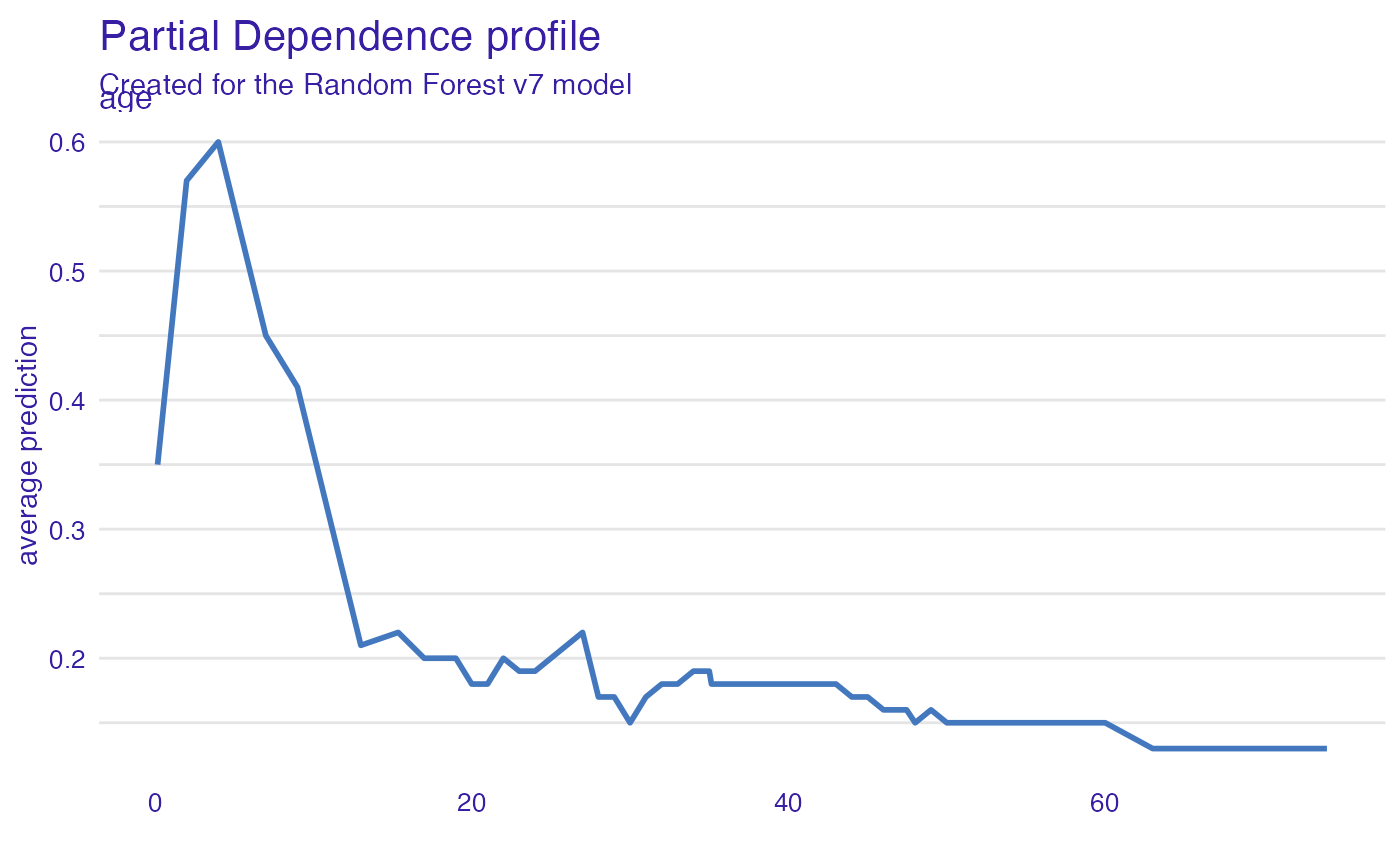 Partial Dependence profile
Created for the Random Forest v7 model
age
0.6
0.5
0.4
0.3
0.2
average prediction
0 20 40 60